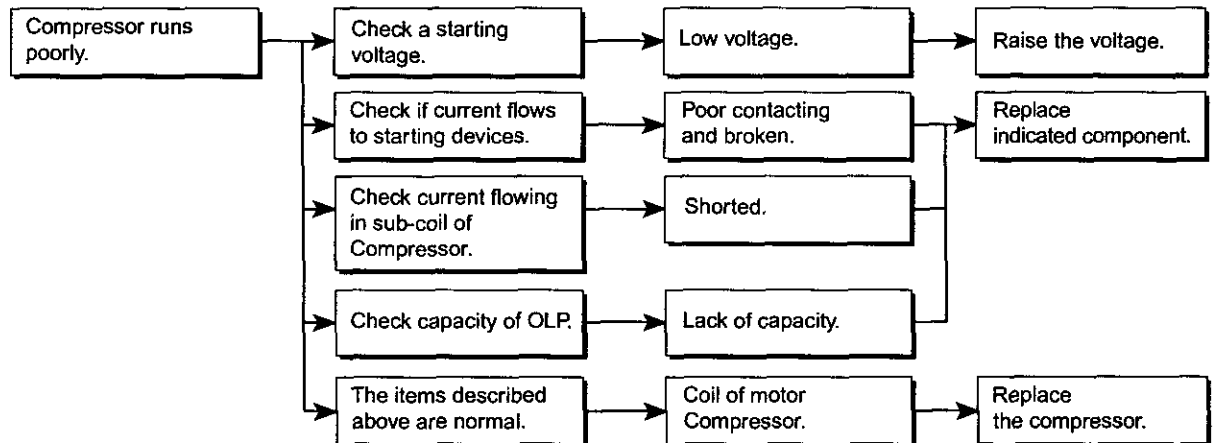 Compressor runs
poorly.
Check a starting
voltage.
Low voltage.
Raise the voltage.
Check if current flows
to starting devices.
Poor contacting
and broken.
Replace
indicated component.
Check current flowing
in sub-coil of
Compressor.
Shorted.
Check capacity of OLP.
Lack of capacity.
The items described
above are normal.
Coil of motor
Compressor.
Replace
the compressor.